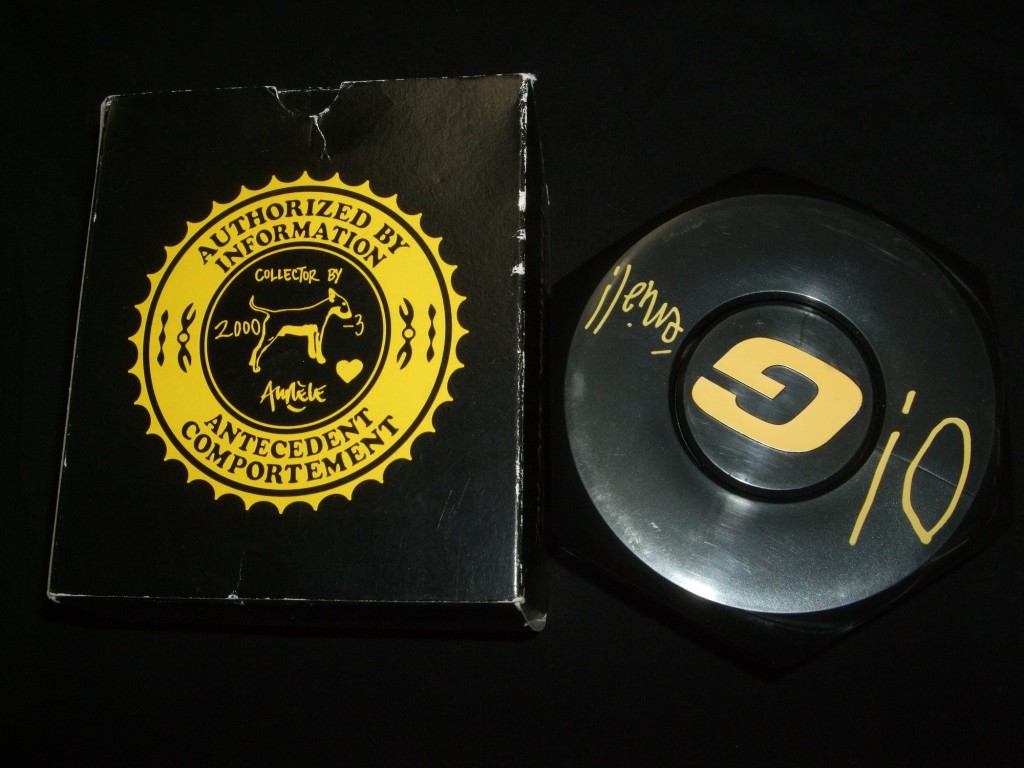 AUTHORIZED BY
INFORMATION
COLLECTOR BY
2000 -3
ANTECEDENT
COMPORTEMENT
G